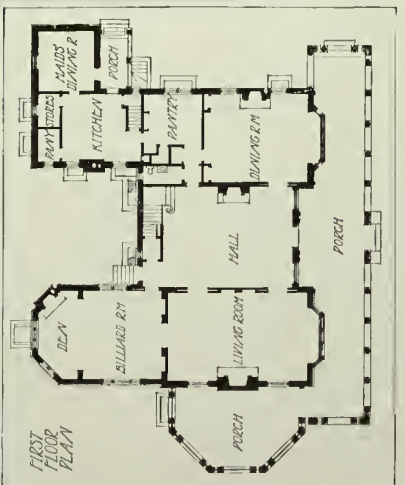 MAIDS'
DINING R
PORCH
STORES
PAN'Y
KITCHEN
PANTRY
DINING RM
HALL
PORCH
DEN
BILLIARD RM
LIVING ROOM
PORCH
FIRST
FLOOR
PLAN